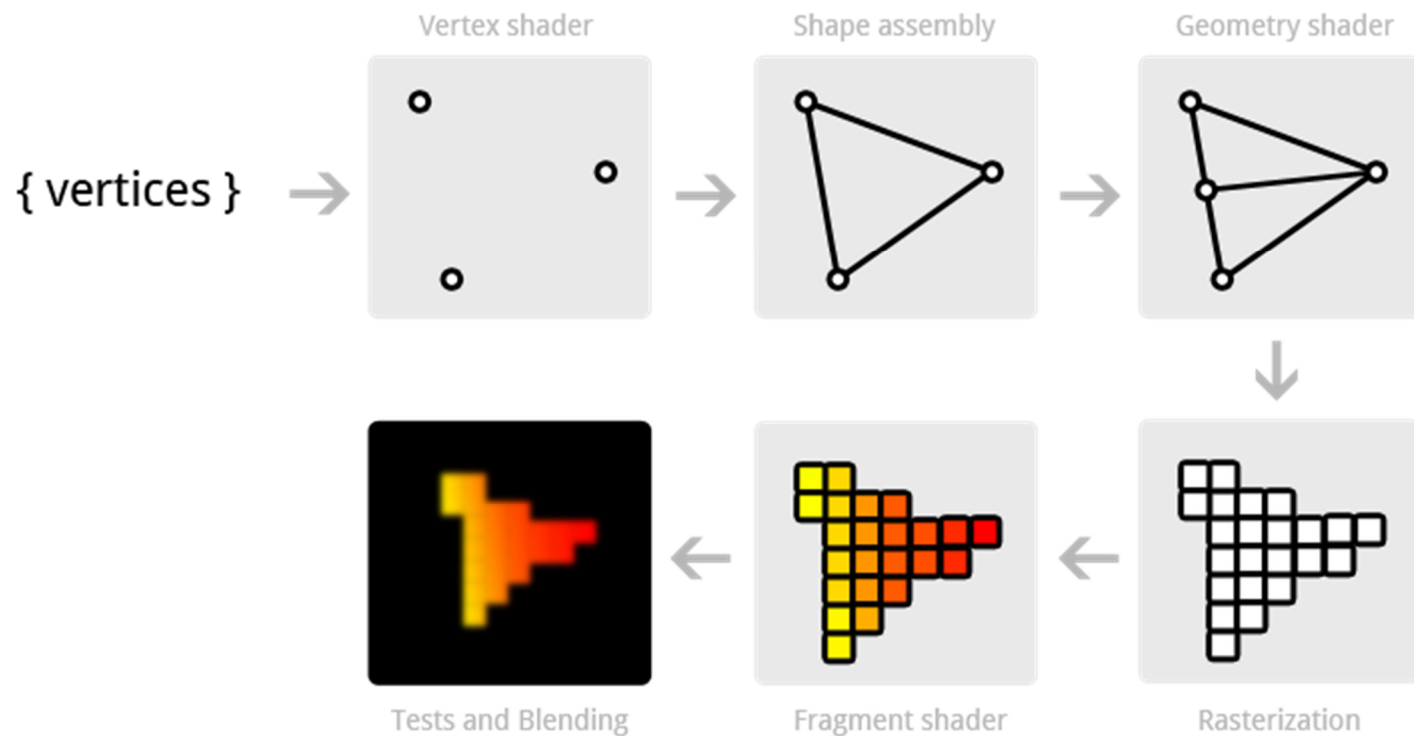 Vertex shader
Shape assembly
Geometry shader
{ vertices }
Tests and Blending
Fragment shader
Rasterization